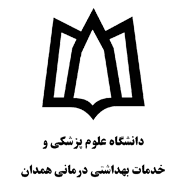 دانشگاه علوم پزشکی و
خدمات بهداشتی درمانی همدان